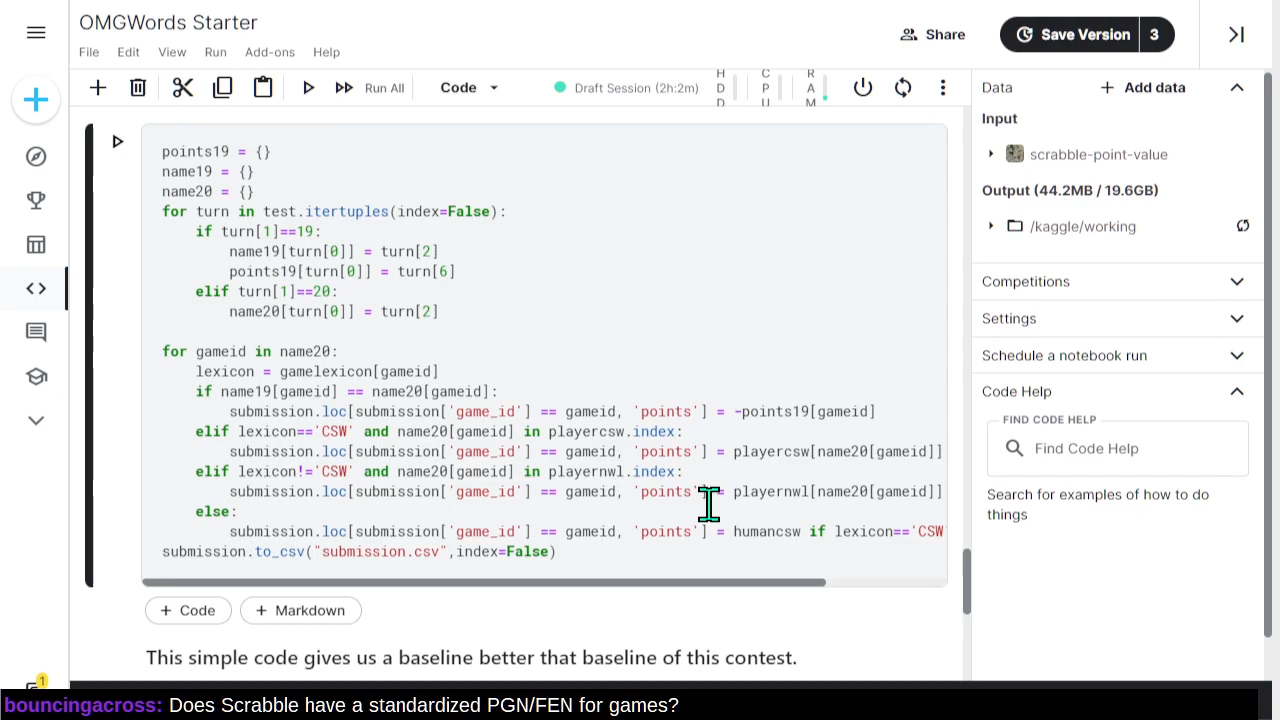 OMGWords Starter
Share
Save Version
3
File Edit View Run Add-ons Help
Run All
Code
Draft Session (2h:2m)
HDD
CPU
RAM
Data
Add data
Input
scrabble-point-value
Output (44.2MB / 19.6GB)
/kaggle/working
Competitions
Settings
Schedule a notebook run
Code Help
FIND CODE HELP
Find Code Help
Search for examples of how to do
things
points19 = {}
name19 = {}
name20 = {}
for turn in test.itertuples(index=False):
    if turn[1]==19:
        name19[turn[0]] = turn[2]
        points19[turn[0]] = turn[6]
    elif turn[1]==20:
        name20[turn[0]] = turn[2]
for gameid in name20:
    lexicon = gamelexicon[gameid]
    if name19[gameid] == name20[gameid]:
        submission.loc[submission['game_id'] == gameid, 'points'] = -points19[gameid]
    elif lexicon=='CSW' and name20[gameid] in playercsw.index:
        submission.loc[submission['game_id'] == gameid, 'points'] = playercsw[name20[gameid]]
    elif lexicon!='CSW' and name20[gameid] in playernwl.index:
        submission.loc[submission['game_id'] == gameid, 'points'] = playernwl[name20[gameid]]
    else:
        submission.loc[submission['game_id'] == gameid, 'points'] = humancsw if lexicon=='CSW
submission.to_csv("submission.csv",index=False)
+ Code
+ Markdown
This simple code gives us a baseline better that baseline of this contest.
1
bouncingacross: Does Scrabble have a standardized PGN/FEN for games?